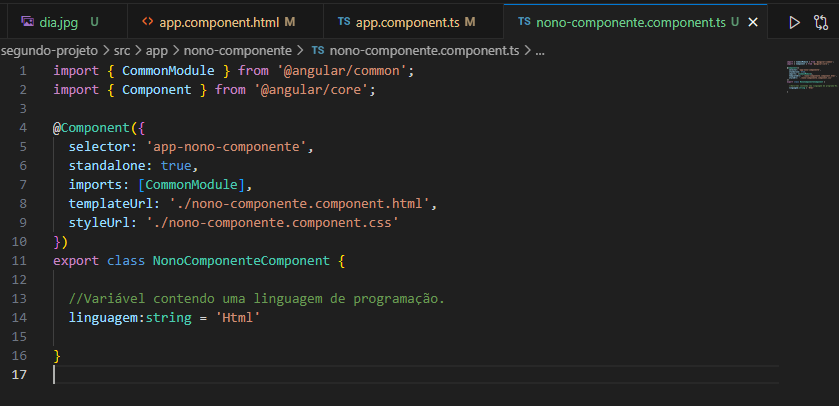 dia.jpg U <> app.component.html M TS app.component.ts M TS nono-componente.component.ts U ×
segundo-projeto > src > app > nono-componente > TS nono-componente.component.ts > ...
1 import { CommonModule } from '@angular/common';
2 import { Component } from '@angular/core';
3
4 @Component({
5 selector: 'app-nono-componente',
6 standalone: true,
7 imports: [CommonModule],
8 templateUrl: './nono-componente.component.html',
9 styleUrl: './nono-componente.component.css'
10 })
11 export class NonoComponenteComponent {
12
13 //Variável contendo uma linguagem de programação.
14 linguagem:string = 'Html'
15
16 }
17